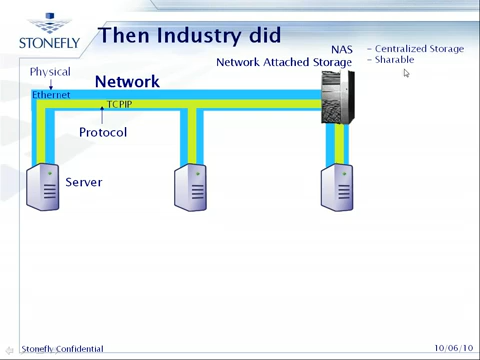 STONEFLY
Then Industry did
NAS
Network Attached Storage
- Centralized Storage
- Sharable
Physical
Network
Ethernet
TCPIP
Protocol
Server
Stonefly Confidential
10/06/10